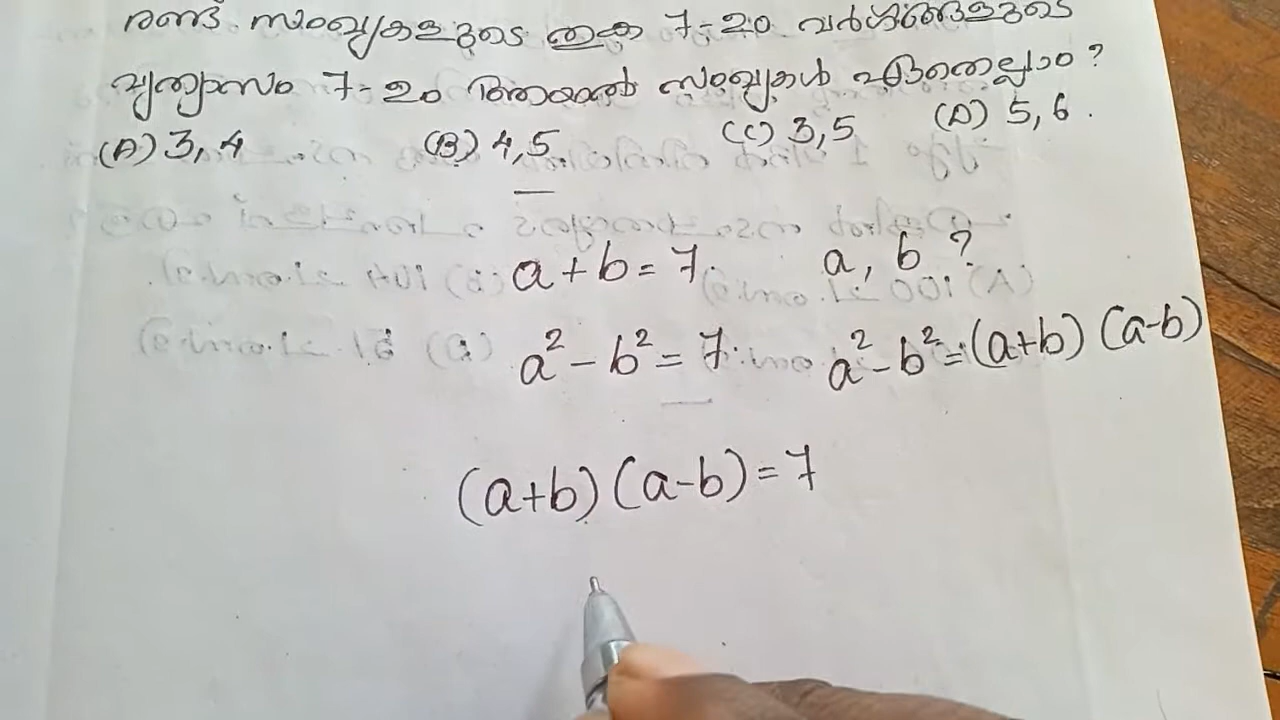 രണ്ട് സംഖ്യകളുടെ തുക 7-ഉം വർഗ്ഗങ്ങളുടെ
വ്യത്യാസം 7-ഉം ആയാൽ സംഖ്യകൾ ഏതെല്ലാം?
(A) 3, 4 (B) 4, 5 (C) 3, 5 (D) 5, 6.
a + b = 7. a, b ?
a² - b² = 7. a² - b² = (a+b) (a-b)
(a+b) (a-b) = 7